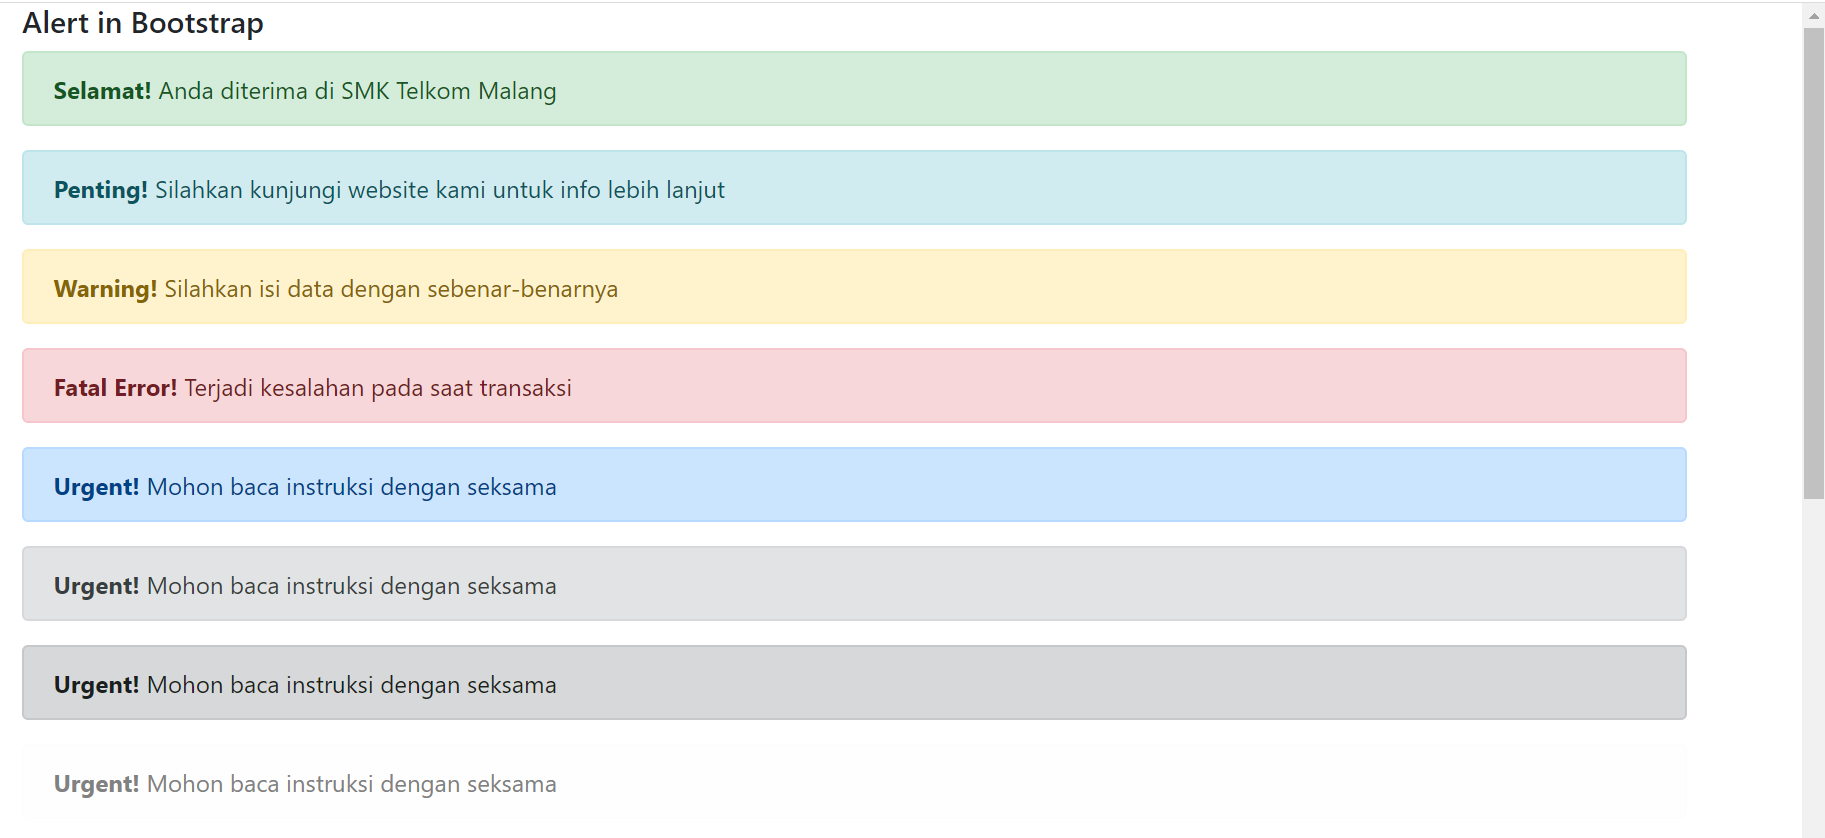 Alert in Bootstrap
Selamat! Anda diterima di SMK Telkom Malang
Penting! Silahkan kunjungi website kami untuk info lebih lanjut
Warning! Silahkan isi data dengan sebenar-benarnya
Fatal Error! Terjadi kesalahan pada saat transaksi
Urgent! Mohon baca instruksi dengan seksama
Urgent! Mohon baca instruksi dengan seksama
Urgent! Mohon baca instruksi dengan seksama
Urgent! Mohon baca instruksi dengan seksama